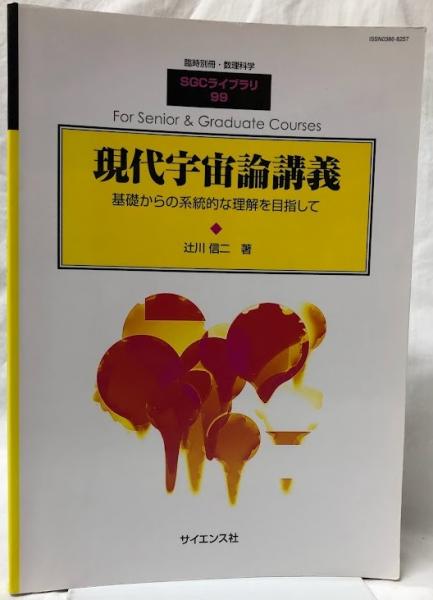 ISSN0386-8257
臨時別冊・数理科学
SGCライブラリ
99
For Senior & Graduate Courses
現代宇宙論講義
基礎からの系統的な理解を目指して
辻川 信二 著
サイエンス社